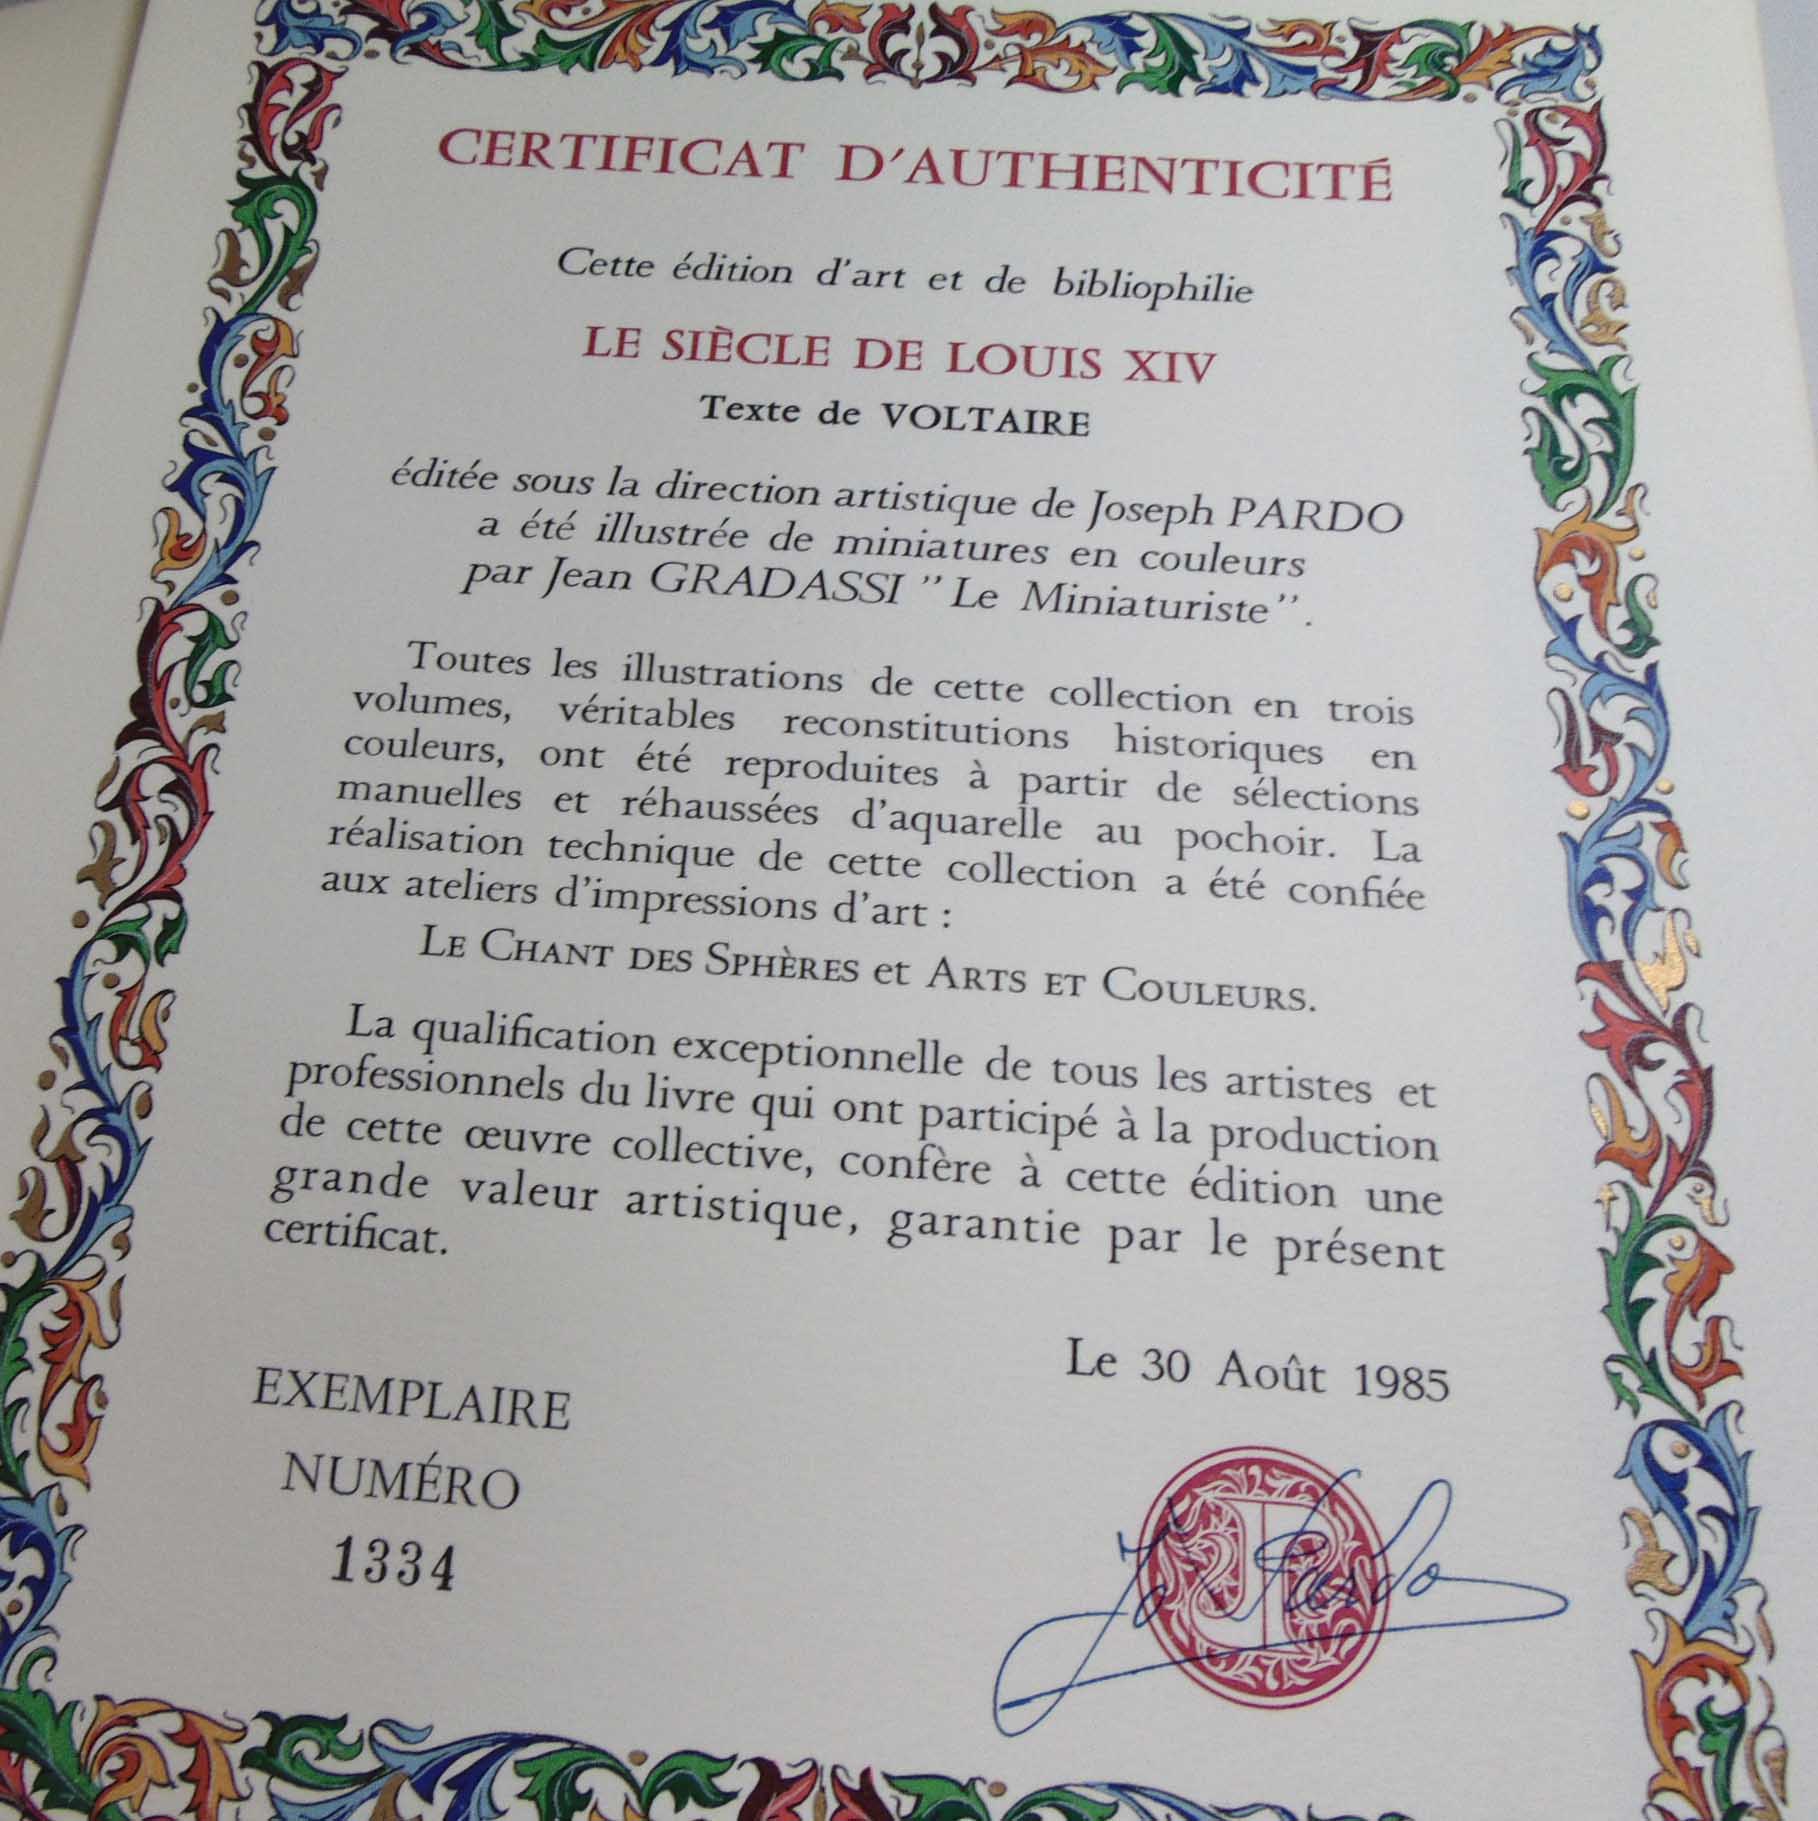 CERTIFICAT D'AUTHENTICITÉ
Cette édition d'art et de bibliophilie
LE SIÈCLE DE LOUIS XIV
Texte de VOLTAIRE
éditée sous la direction artistique de Joseph PARDO
a été illustrée de miniatures en couleurs
par Jean GRADASSI " Le Miniaturiste".
Toutes les illustrations de cette collection en trois
volumes, véritables reconstitutions historiques en
couleurs, ont été reproduites à partir de sélections
manuelles et réhaussées d'aquarelle au pochoir. La
réalisation technique de cette collection a été confiée
aux ateliers d'impressions d'art :
LE CHANT DES SPHÈRES et ARTS ET COULEURS.
La qualification exceptionnelle de tous les artistes et
professionnels du livre qui ont participé à la production
de cette œuvre collective, confère à cette édition une
grande valeur artistique, garantie par le présent
certificat.
Le 30 Août 1985
EXEMPLAIRE
NUMÉRO
1334
Jo Pardo